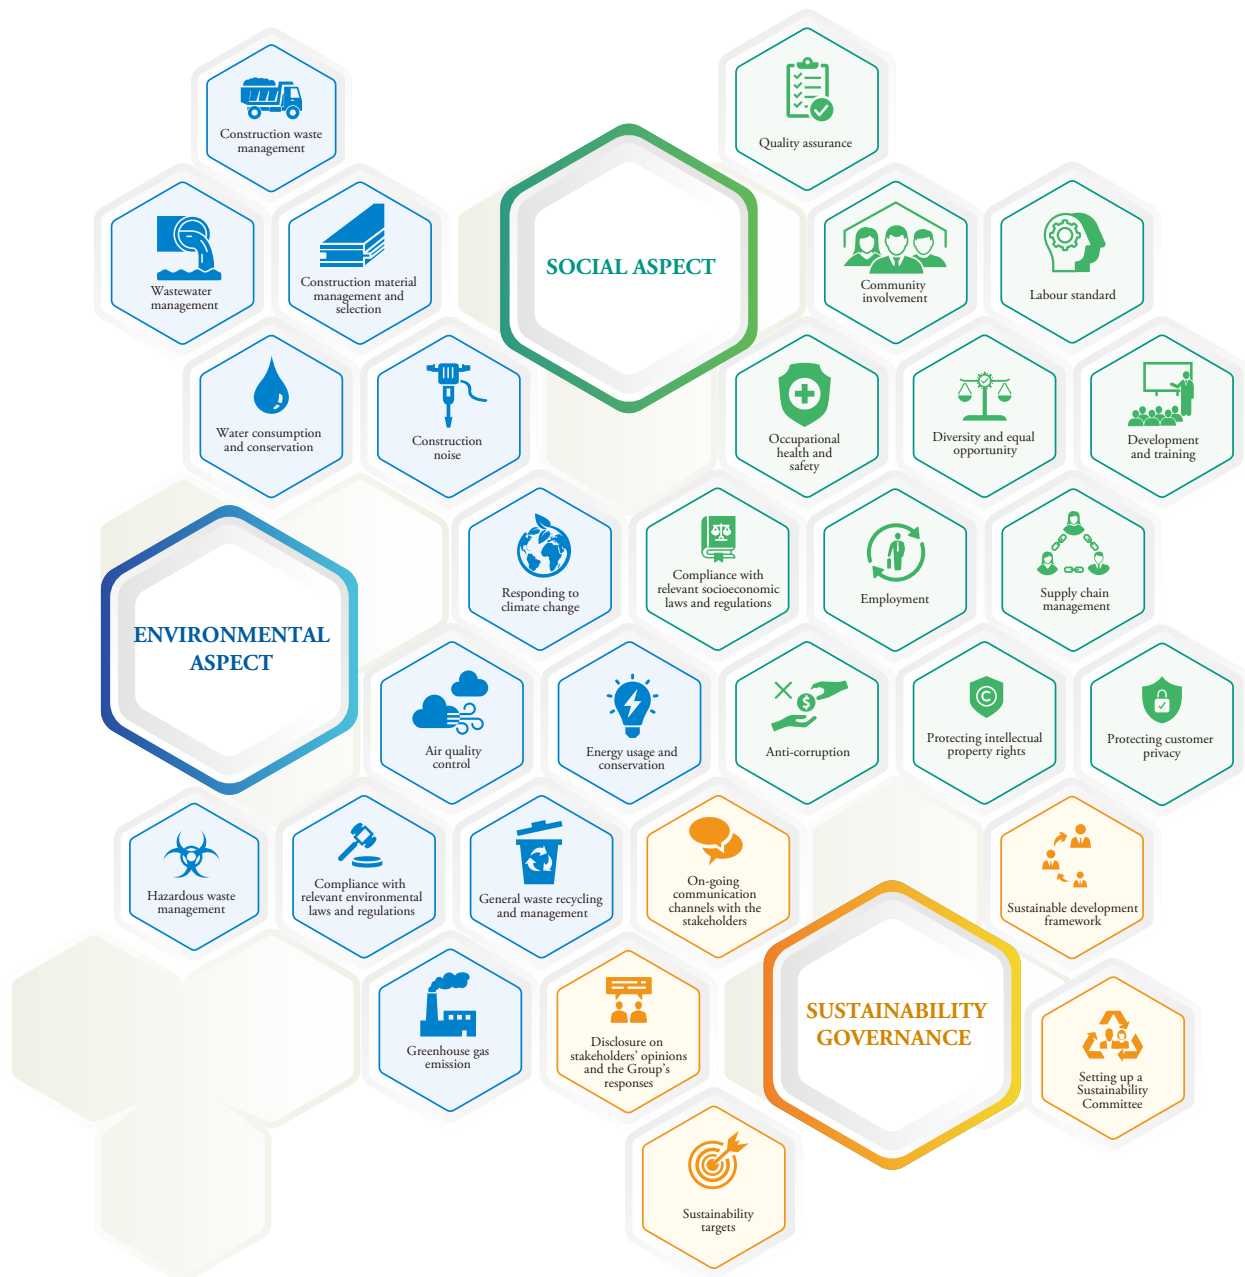 Construction waste
management
Quality assurance
Wastewater
management
Construction material
management and
selection
SOCIAL ASPECT
Community
involvement
Labour standard
Water consumption
and conservation
Construction
noise
Occupational
health and
safety
Diversity and equal
opportunity
Development
and training
Responding to
climate change
Compliance with
relevant socioeconomic
laws and regulations
Employment
Supply chain
management
ENVIRONMENTAL
ASPECT
Air quality
control
Energy usage and
conservation
Anti-corruption
Protecting intellectual
property rights
Protecting customer
privacy
Hazardous waste
management
Compliance with
relevant environmental
laws and regulations
General waste recycling
and management
On-going
communication
channels with the
stakeholders
Sustainable development
framework
Greenhouse gas
emission
Disclosure on
stakeholders’ opinions
and the Group’s
responses
SUSTAINABILITY
GOVERNANCE
Setting up a
Sustainability
Committee
Sustainability
targets